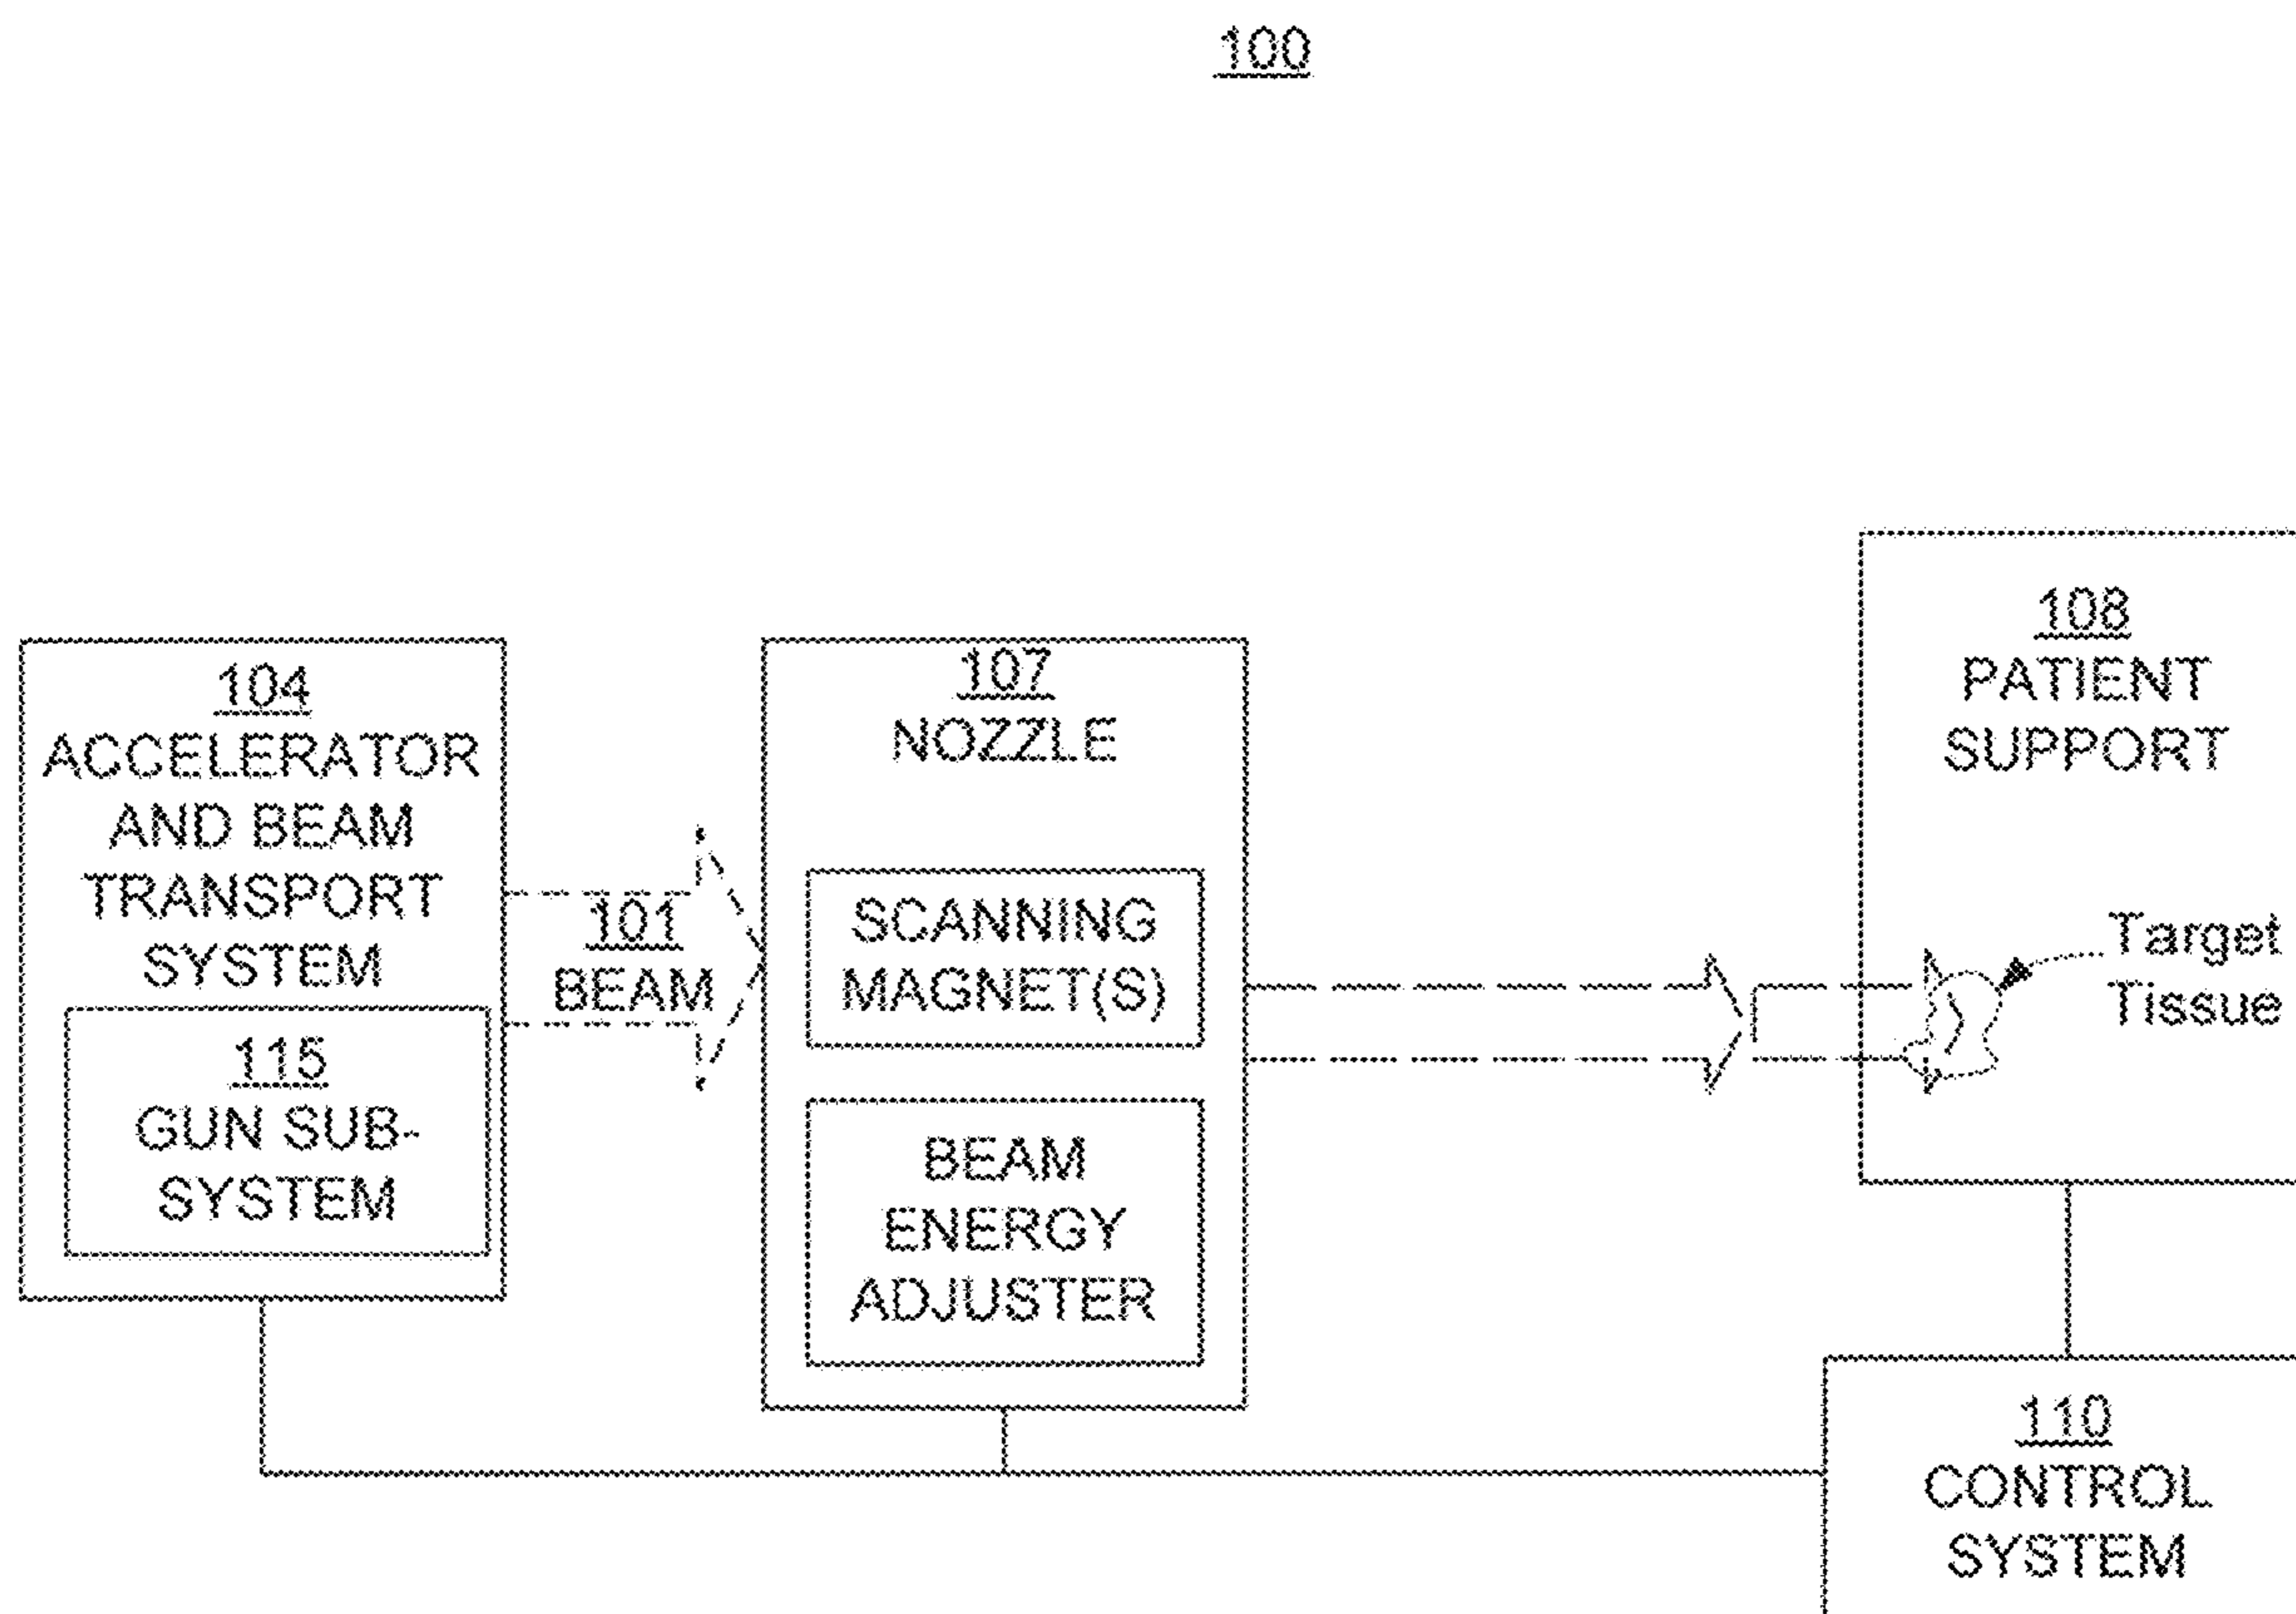 100
104
ACCELERATOR
AND BEAM
TRANSPORT
SYSTEM
115
GUN SUB-
SYSTEM
101
BEAM
107
NOZZLE
SCANNING
MAGNET(S)
BEAM
ENERGY
ADJUSTER
108
PATIENT
SUPPORT
Target
Tissue
110
CONTROL
SYSTEM